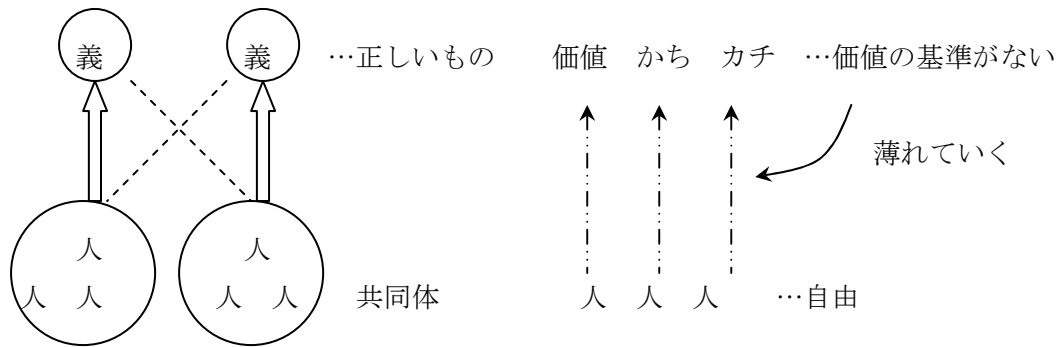 義 義 …正しいもの 価値 かち カチ …価値の基準がない
薄れていく
人 人
人 人 人 人 共同体 人 人 人 …自由